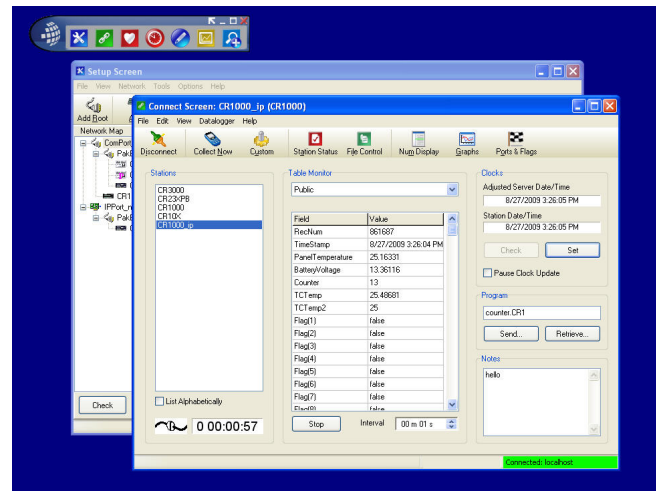 Setup Screen
File View Network Tools Options Help
Add Root
Network Map
ComPort
PakB
PakB
CR1
IPPort_n
Check
Connect Screen: CR1000_ip (CR1000)
File Edit View Datalogger Help
Disconnect Collect Now Custom Station Status File Control Num Display Graphs Ports & Flags
Stations
CR3000
CR23XPB
CR1000
CR10X
CR1000_ip
List Alphabetically
0 00:00:57
Table Monitor
Public
Field Value
RecNum 861687
TimeStamp 8/27/2009 3:26:04 PM
PanelTemperature 25.16331
BatteryVoltage 13.36116
Counter 13
TCTemp 25.48681
TCTemp2 25
Flag(1) false
Flag(2) false
Flag(3) false
Flag(4) false
Flag(5) false
Flag(6) false
Flag(7) false
Flag(8) false
Stop Interval 00 m 01 s
Clocks
Adjusted Server Date/Time
8/27/2009 3:26:05 PM
Station Date/Time
8/27/2009 3:26:05 PM
Check Set
Pause Clock Update
Program
counter.CR1
Send... Retrieve...
Notes
hello
Connected: localhost